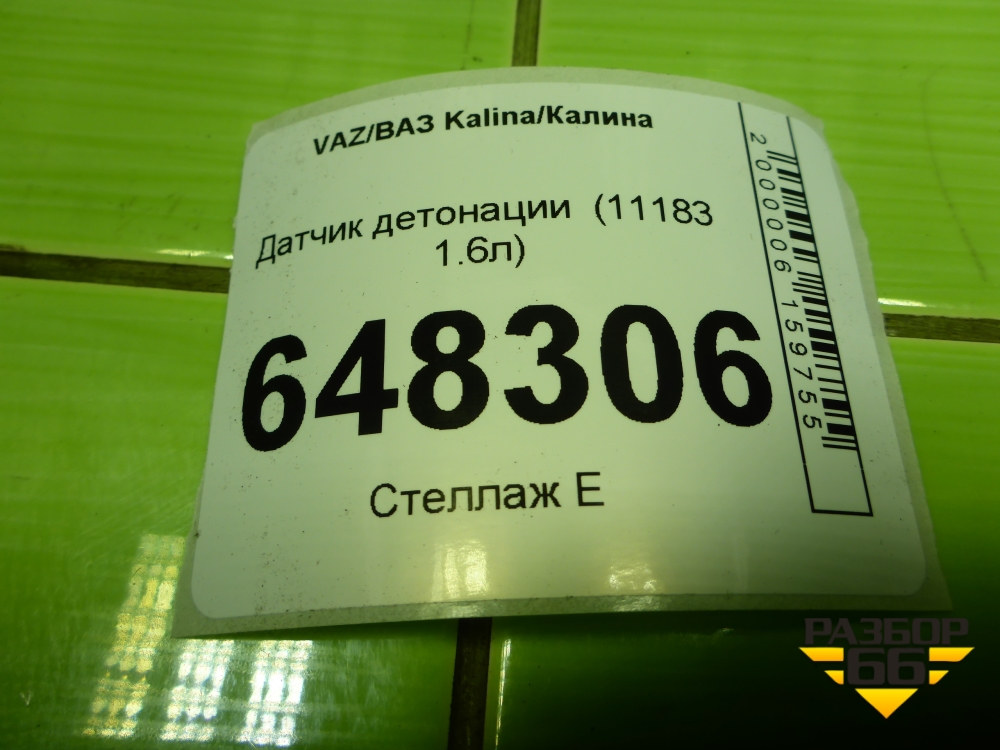 VAZ/ВАЗ Kalina/Калина
Датчик детонации (11183
1.6л)
648306
Стеллаж Е
2000006159755
РАЗБОР
66